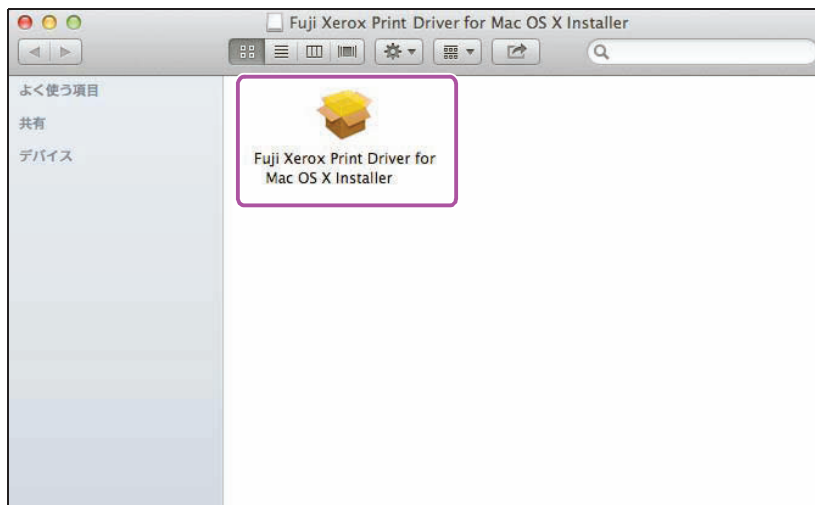 Fuji Xerox Print Driver for Mac OS X Installer
よく使う項目
共有
デバイス
Fuji Xerox Print Driver for
Mac OS X Installer